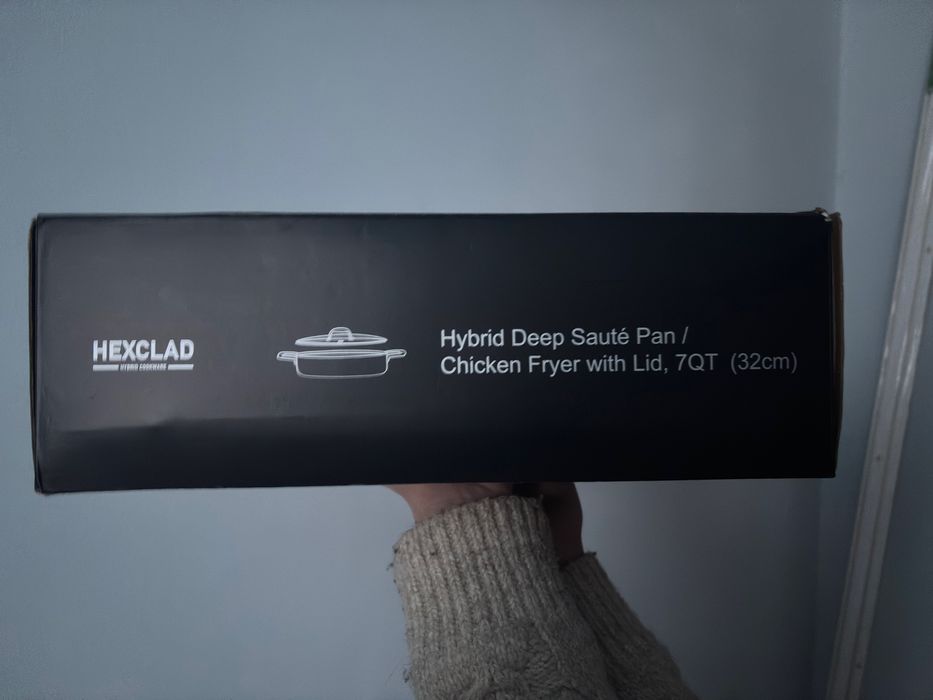 HEXCLAD
HYBRID COOKWARE
Hybrid Deep Sauté Pan /
Chicken Fryer with Lid, 7QT (32cm)